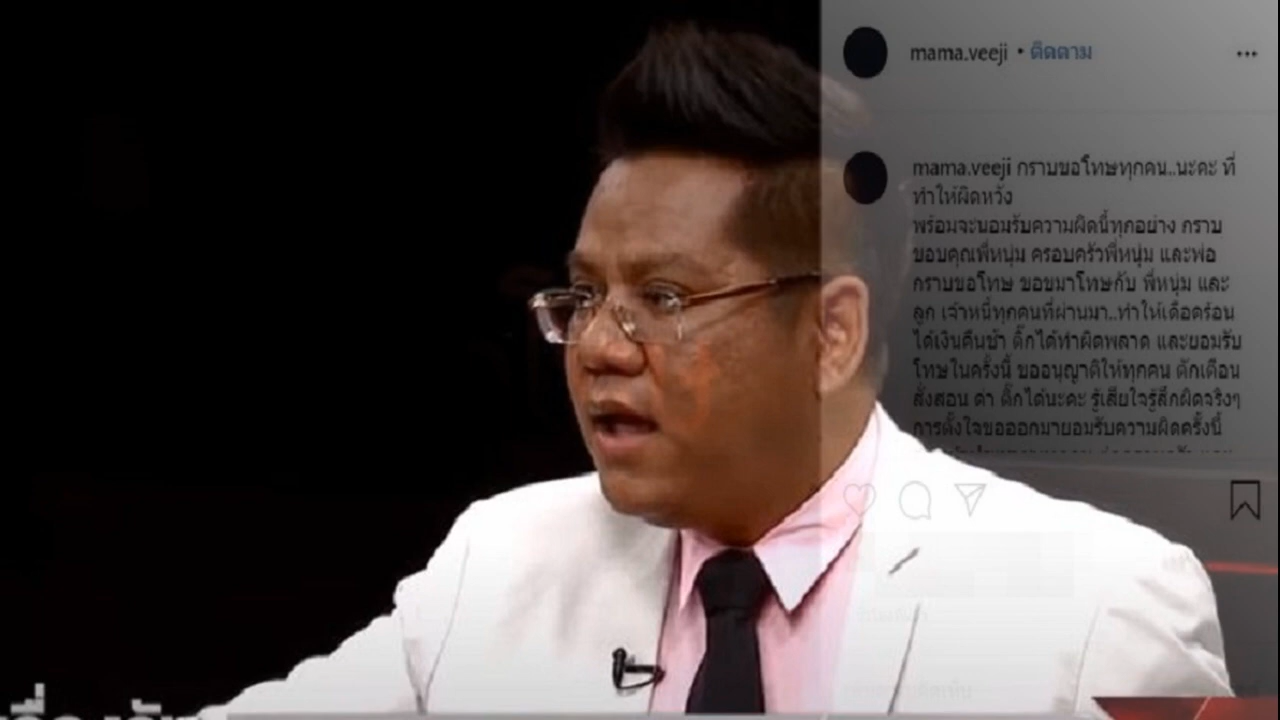 mama.veeji • ติดตาม
mama.veeji กราบขอโทษทุกคน..นะคะ ที่
ทำให้ผิดหวัง
พร้อมจะยอมรับความผิดนี้ทุกอย่าง กราบ
ขอบคุณพี่หนุ่ม ครอบครัวพี่หนุ่ม และพ่อ
กราบขอโทษ ขอขมาโทษกับ พี่หนุ่ม และ
ลูก เจ้าหนี้ทุกคนที่ผ่านมา..ทำให้เดือดร้อน
ได้เงินคืนช้า ติ๊กได้ทำผิดพลาด และยอมรับ
โทษในครั้งนี้ ขออนุญาติให้ทุกคน ตักเตือน
สั่งสอน ด่า ติ๊กได้นะคะ รู้เสียใจรู้สึกผิดจริงๆ
การตั้งใจขอออกมายอมรับความผิดครั้งนี้